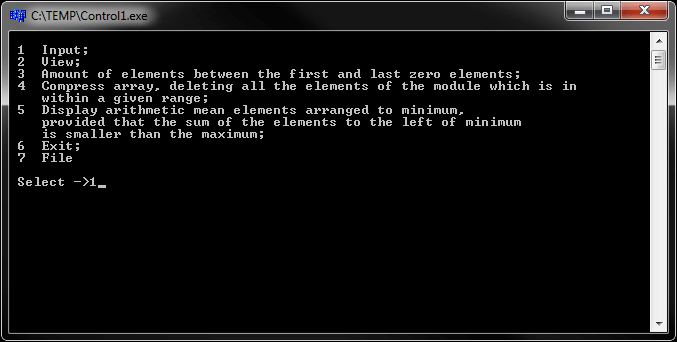 C:\TEMP\Control1.exe
1 Input;
2 View;
3 Amount of elements between the first and last zero elements;
4 Compress array, deleting all the elements of the module which is in
within a given range;
5 Display arithmetic mean elements arranged to minimum,
provided that the sum of the elements to the left of minimum
is smaller than the maximum;
6 Exit;
7 File
Select ->1